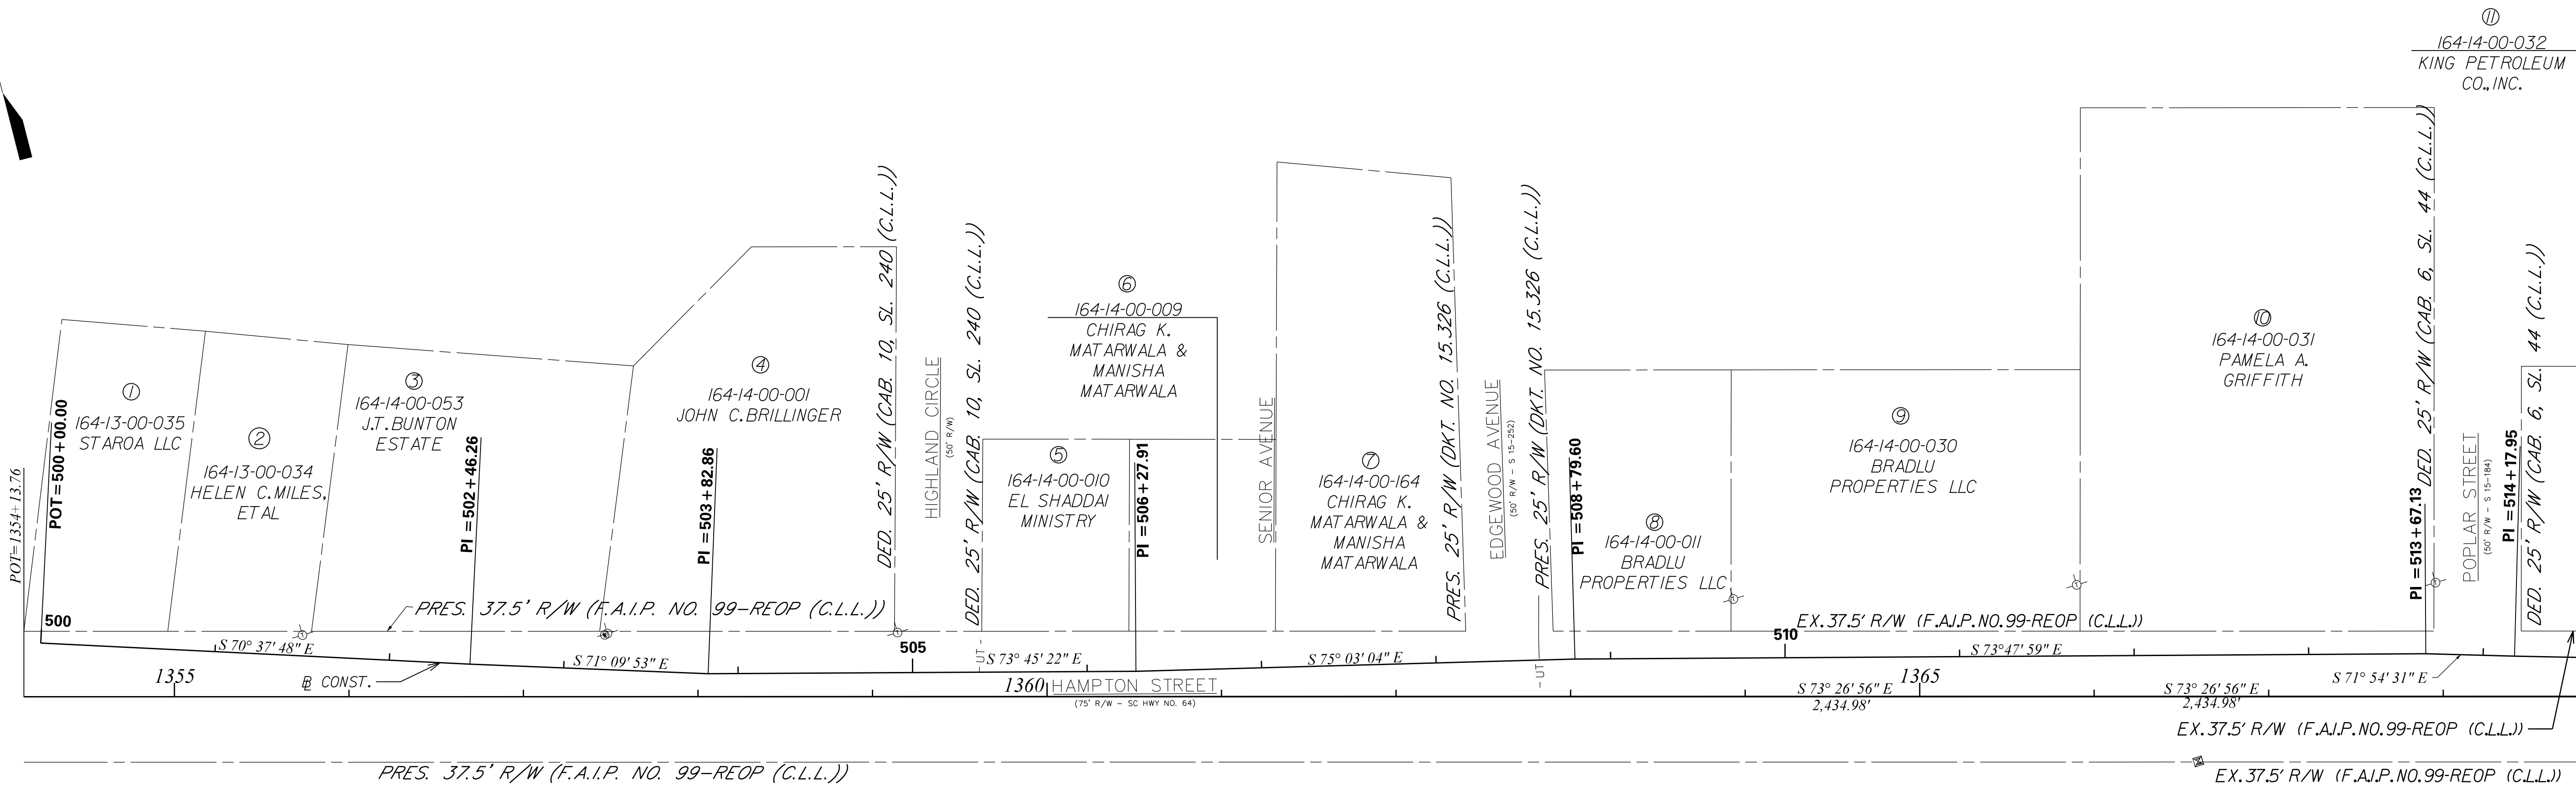 ⑪
164-14-00-032
KING PETROLEUM
CO., INC.
①
164-13-00-035
STAROA LLC
②
164-13-00-034
HELEN C. MILES,
ETAL
③
164-14-00-053
J.T. BUNTON
ESTATE
④
164-14-00-001
JOHN C. BRILLINGER
⑤
164-14-00-010
EL SHADDAI
MINISTRY
⑥
164-14-00-009
CHIRAG K.
MATARWALA &
MANISHA
MATARWALA
⑦
164-14-00-164
CHIRAG K.
MATARWALA &
MANISHA
MATARWALA
⑧
164-14-00-011
BRADLU
PROPERTIES LLC
⑨
164-14-00-030
BRADLU
PROPERTIES LLC
⑩
164-14-00-031
PAMELA A.
GRIFFITH
POT=1354+13.76
POT = 500+00.00
PI = 502+46.26
PI = 503+82.86
DED. 25' R/W (CAB. 10, SL. 240 (C.L.L.))
HIGHLAND CIRCLE
(50' R/W)
DED. 25' R/W (CAB. 10, SL. 240 (C.L.L.))
PI = 506+27.91
SENIOR AVENUE
PRES. 25' R/W (DKT. NO. 15.326 (C.L.L.))
EDGEWOOD AVENUE
(50' R/W - S 15-252)
PRES. 25' R/W (DKT. NO. 15.326 (C.L.L.))
PI = 508+79.60
PI = 513+67.13
DED. 25' R/W (CAB. 6, SL. 44 (C.L.L.))
POPLAR STREET
(50' R/W - S 15-184)
PI = 514+17.95
DED. 25' R/W (CAB. 6, SL. 44 (C.L.L.))
500
PRES. 37.5' R/W (F.A.I.P. NO. 99-REOP (C.L.L.))
EX. 37.5' R/W (F.A.I.P. NO. 99-REOP (C.L.L.))
505
510
S 70° 37' 48" E
S 71° 09' 53" E
S 73° 45' 22" E
S 75° 03' 04" E
S 73° 47' 59" E
S 71° 54' 31" E
UT
UT
1355
℄ CONST.
1360
HAMPTON STREET
(75' R/W - SC HWY NO. 64)
1365
S 73° 26' 56" E
2,434.98'
S 73° 26' 56" E
2,434.98'
EX. 37.5' R/W (F.A.I.P. NO. 99-REOP (C.L.L.))
PRES. 37.5' R/W (F.A.I.P. NO. 99-REOP (C.L.L.))
EX. 37.5' R/W (F.A.I.P. NO. 99-REOP (C.L.L.))